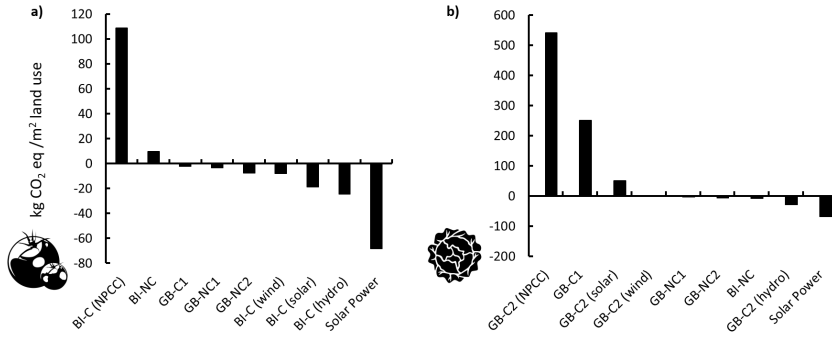 a)
kg CO₂ eq /m² land use
120
100
80
60
40
20
0
-20
-40
-60
-80
BI-C (NPCC)
BI-NC
GB-C1
GB-NC1
GB-NC2
BI-C (wind)
BI-C (solar)
BI-C (hydro)
Solar Power
b)
600
500
400
300
200
100
0
-100
-200
GB-C2 (NPCC)
GB-C1
GB-C2 (solar)
GB-C2 (wind)
GB-NC1
GB-NC2
BI-NC
GB-C2 (hydro)
Solar Power